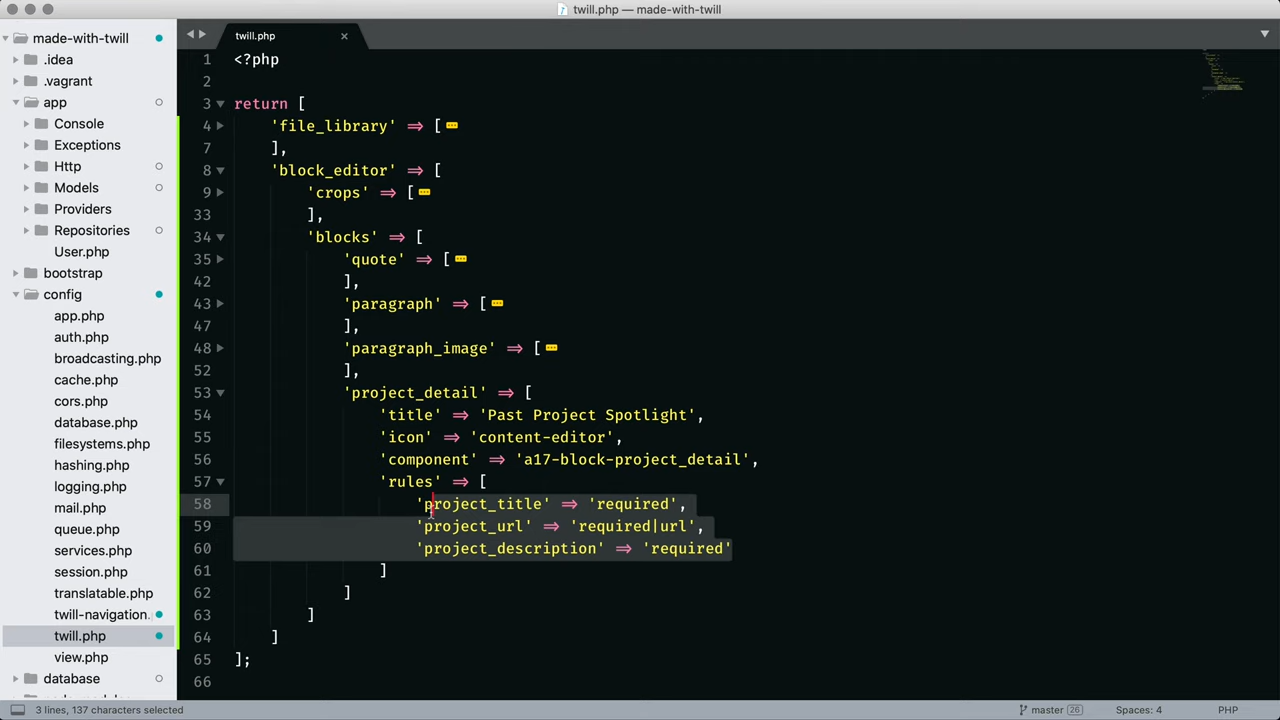 twill.php — made-with-twill
made-with-twill
.idea
.vagrant
app
Console
Exceptions
Http
Models
Providers
Repositories
User.php
bootstrap
config
app.php
auth.php
broadcasting.php
cache.php
cors.php
database.php
filesystems.php
hashing.php
logging.php
mail.php
queue.php
services.php
session.php
translatable.php
twill-navigation.
twill.php
view.php
database
twill.php ×
1 <?php
2
3 return [
4 'file_library' => [
7 ],
8 'block_editor' => [
9 'crops' => [
33 ],
34 'blocks' => [
35 'quote' => [
42 ],
43 'paragraph' => [
47 ],
48 'paragraph_image' => [
52 ],
53 'project_detail' => [
54 'title' => 'Past Project Spotlight',
55 'icon' => 'content-editor',
56 'component' => 'a17-block-project_detail',
57 'rules' => [
58 'project_title' => 'required',
59 'project_url' => 'required|url',
60 'project_description' => 'required'
61 ]
62 ]
63 ]
64 ]
65 ];
66
3 lines, 137 characters selected
master 26
Spaces: 4
PHP